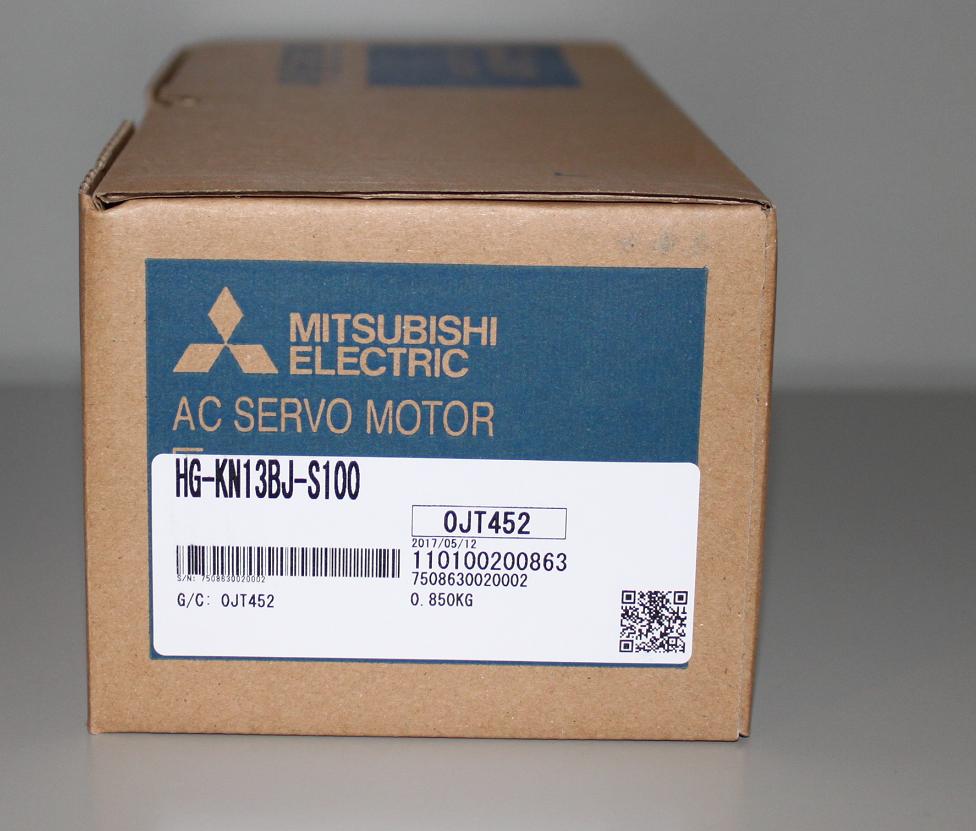 MITSUBISHI
ELECTRIC
AC SERVO MOTOR
HG-KN13BJ-S100
0JT452
2017/05/12
110100200863
S/N: 7508630020002
7508630020002
G/C: 0JT452
0.850KG